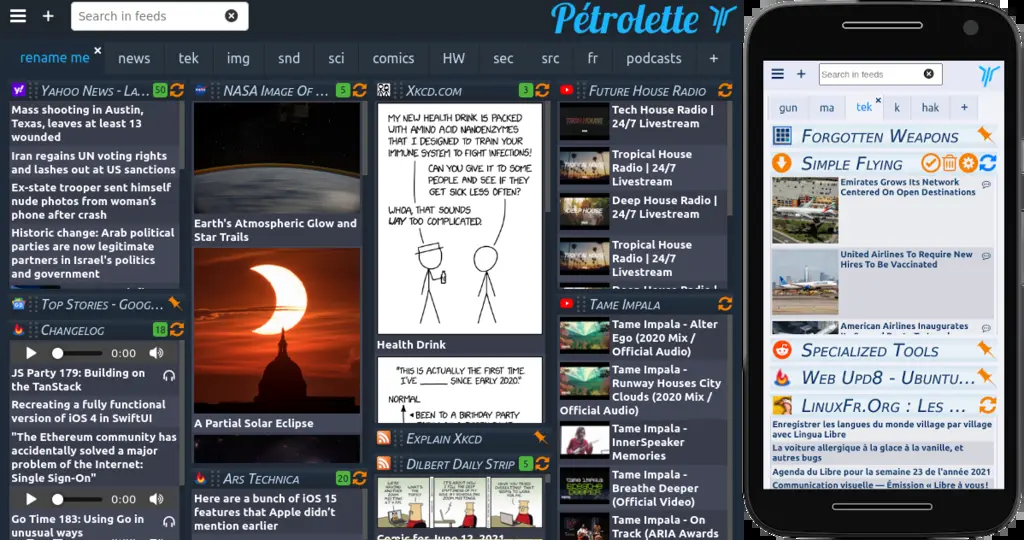 Search in feeds
Pétrolette
rename me
news
tek
img
snd
sci
comics
HW
sec
src
fr
podcasts
+
Yahoo News - La...
50
Mass shooting in Austin,
Texas, leaves at least 13
wounded
Iran regains UN voting rights
and lashes out at US sanctions
Ex-state trooper sent himself
nude photos from woman's
phone after crash
Historic change: Arab political
parties are now legitimate
partners in Israel's politics
and government
Top Stories - Goog...
Changelog
18
0:00
JS Party 179: Building on
the TanStack
Recreating a fully functional
version of iOS 4 in SwiftUI
"The Ethereum community has
accidentally solved a major
problem of the Internet:
Single Sign-On"
0:00
Go Time 183: Using Go in
unusual ways
NASA Image Of ...
5
Earth's Atmospheric Glow and
Star Trails
A Partial Solar Eclipse
Ars Technica
20
Here are a bunch of iOS 15
features that Apple didn't
mention earlier
Xkcd.com
3
MY NEW HEALTH DRINK IS PACKED
WITH AMINO ACID NANOENZYMES
THAT I DESIGNED TO TRAIN YOUR
IMMUNE SYSTEM TO FIGHT INFECTIONS!
CAN YOU GIVE IT TO SOME
PEOPLE AND SEE IF THEY
GET SICK LESS OFTEN?
WHOA, THAT SOUNDS
WAY TOO COMPLICATED.
Health Drink
"THIS IS ACTUALLY THE FIRST TIME
I'VE _____ SINCE EARLY 2020."
NORMAL
BEEN TO A BIRTHDAY PARTY
Explain Xkcd
Dilbert Daily Strip
5
Comic for June 12, 2021
Future House Radio
Tech House Radio |
24/7 Livestream
Tropical House
Radio | 24/7
Livestream
Deep House Radio |
24/7 Livestream
Tropical House
Radio | 24/7
Livestream
Deep House Radio |
Tame Impala
Tame Impala - Alter
Ego (2020 Mix /
Official Audio)
Tame Impala -
Runway Houses City
Clouds (2020 Mix /
Official Audio)
Tame Impala -
InnerSpeaker
Memories
Tame Impala -
Breathe Deeper
(Official Video)
Tame Impala - On
Track (ARIA Awards
Search in feeds
gun
ma
tek
k
hak
+
Forgotten Weapons
Simple Flying
Emirates Grows Its Network
Centered On Open Destinations
United Airlines To Require New
Hires To Be Vaccinated
American Airlines Inaugurates
Specialized Tools
Web Upd8 - Ubuntu...
LinuxFr.Org : Les ...
Enregistrer les langues du monde village par village
avec Lingua Libre
La voiture allergique à la glace à la vanille, et
autres bugs
Agenda du Libre pour la semaine 23 de l'année 2021
Communication visuelle — Émission « Libre à vous!